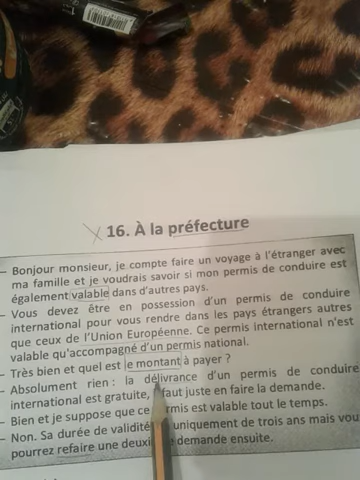 16. À la préfecture
– Bonjour monsieur, je compte faire un voyage à l'étranger avec
ma famille et je voudrais savoir si mon permis de conduire est
également valable dans d'autres pays.
– Vous devez être en possession d'un permis de conduire
international pour vous rendre dans les pays étrangers autres
que ceux de l'Union Européenne. Ce permis international n'est
valable qu'accompagné d'un permis national.
– Très bien et quel est le montant à payer ?
– Absolument rien : la délivrance d'un permis de conduire
international est gratuite, faut juste en faire la demande.
– Bien et je suppose que ce permis est valable tout le temps.
– Non. Sa durée de validité uniquement de trois ans mais vou
pourrez refaire une demande ensuite.